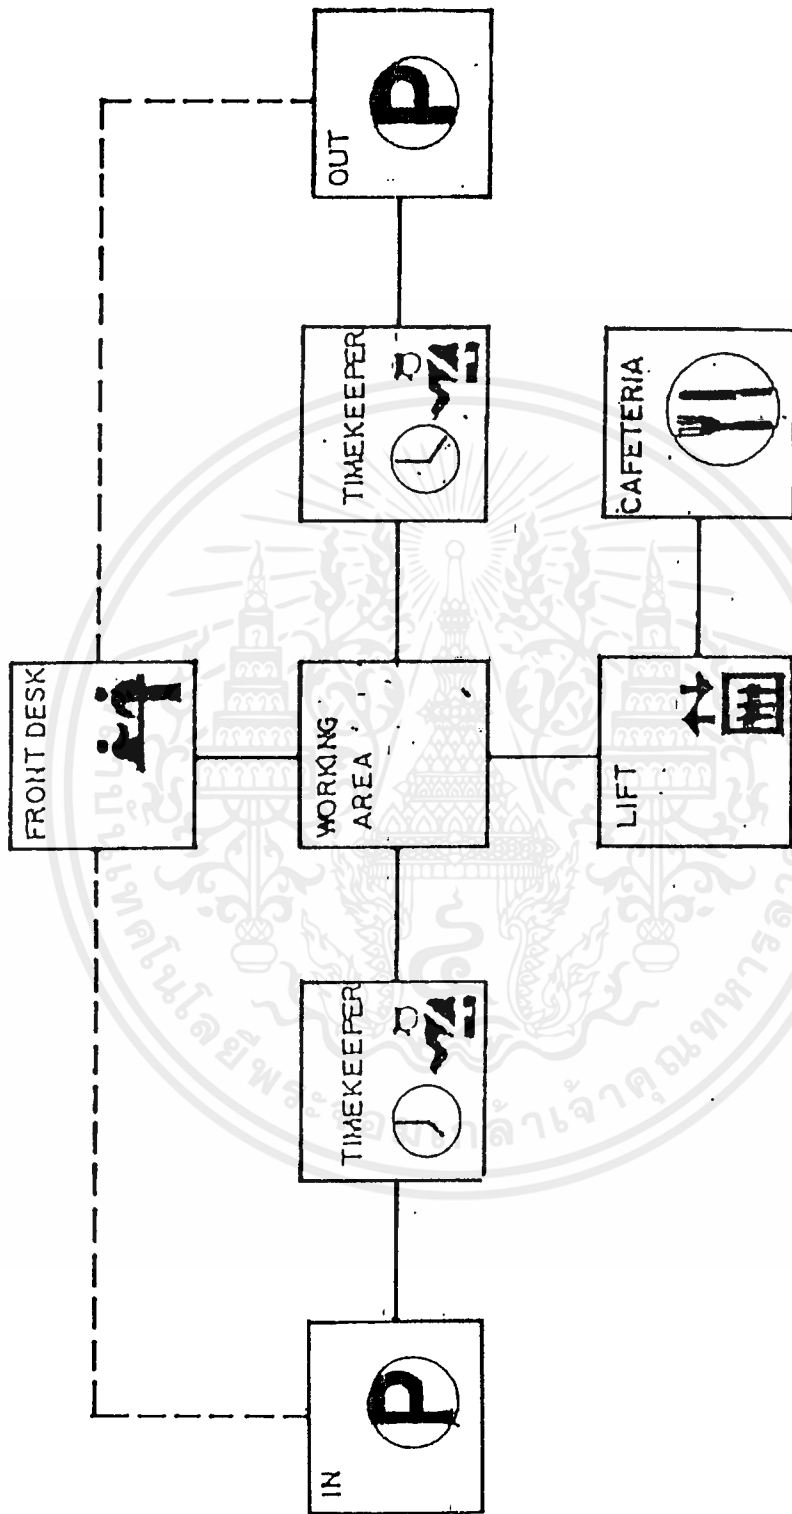 FRONT DESK
IN
P
TIMEKEEPER
WORKING
AREA
TIMEKEEPER
OUT
P
LIFT
CAFETERIA